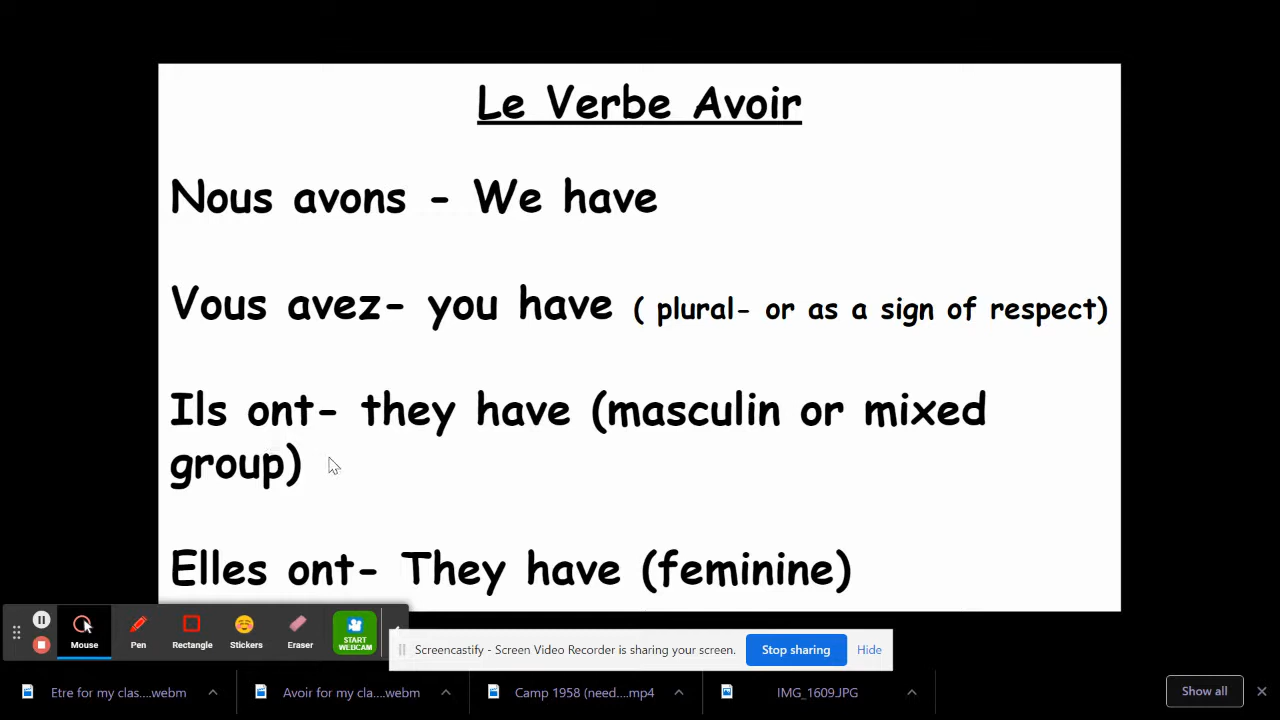 Le Verbe Avoir
Nous avons - We have
Vous avez- you have ( plural- or as a sign of respect)
Ils ont- they have (masculin or mixed
group)
Elles ont- They have (feminine)
Mouse Pen Rectangle Stickers Eraser START
WEBCAM
Screencastify - Screen Video Recorder is sharing your screen. Stop sharing Hide
Etre for my clas....webm Avoir for my cla....webm Camp 1958 (need....mp4 IMG_1609.JPG Show all